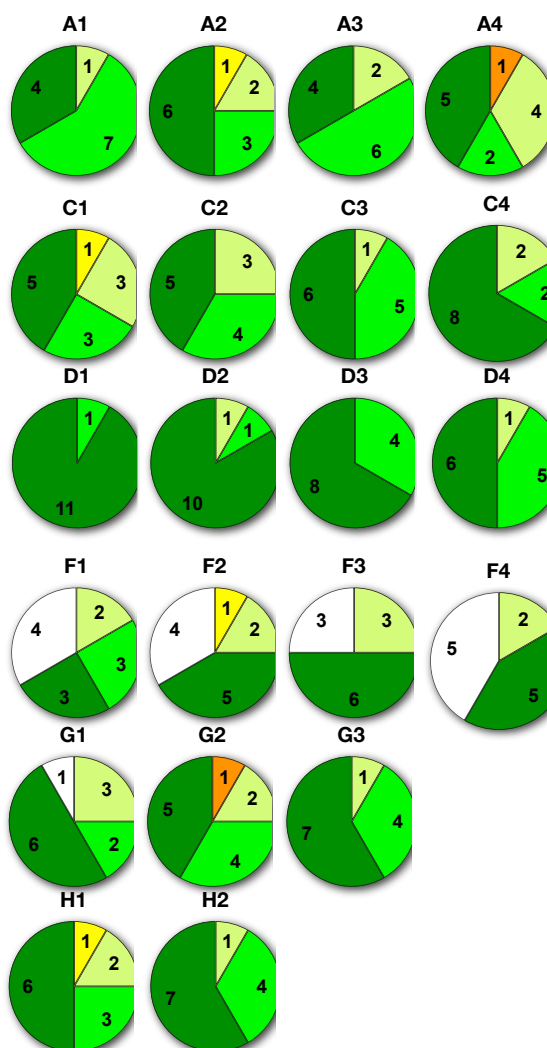 A1 A2 A3 A4
1 4 7
1 2 6 3
2 4 6
1 5 4 2
C1 C2 C3 C4
1 5 3 3
3 5 4
1 6 5
2 2 8
D1 D2 D3 D4
1 11
1 1 10
4 8
1 6 5
F1 F2 F3 F4
2 4 3 3
1 4 2 5
3 3 6
2 5 5
G1 G2 G3
1 3 6 2
1 2 5 4
1 7 4
H1 H2
1 2 6 3
1 7 4